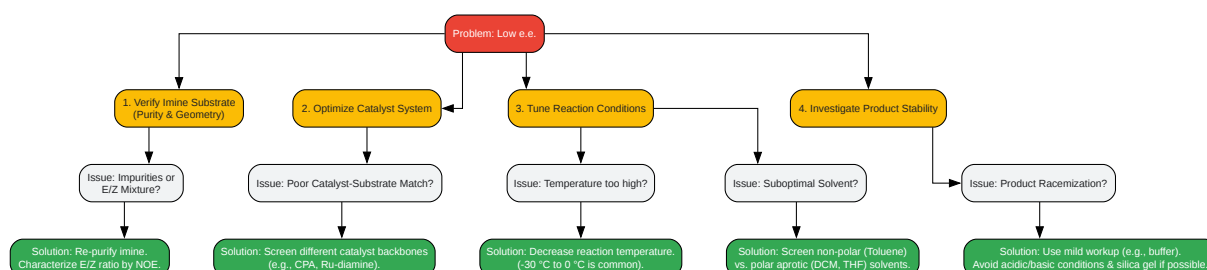 Problem: Low e.e.
1. Verify Imine Substrate
(Purity & Geometry)
2. Optimize Catalyst System
3. Tune Reaction Conditions
4. Investigate Product Stability
Issue: Impurities or
E/Z Mixture?
Issue: Poor Catalyst-Substrate Match?
Issue: Temperature too high?
Issue: Suboptimal Solvent?
Issue: Product Racemization?
Solution: Re-purify imine.
Characterize E/Z ratio by NOE.
Solution: Screen different catalyst backbones
(e.g., CPA, Ru-diamine).
Solution: Decrease reaction temperature.
(-30 °C to 0 °C is common).
Solution: Screen non-polar (Toluene)
vs. polar aprotic (DCM, THF) solvents.
Solution: Use mild workup (e.g., buffer).
Avoid acidic/basic conditions & silica gel if possible.